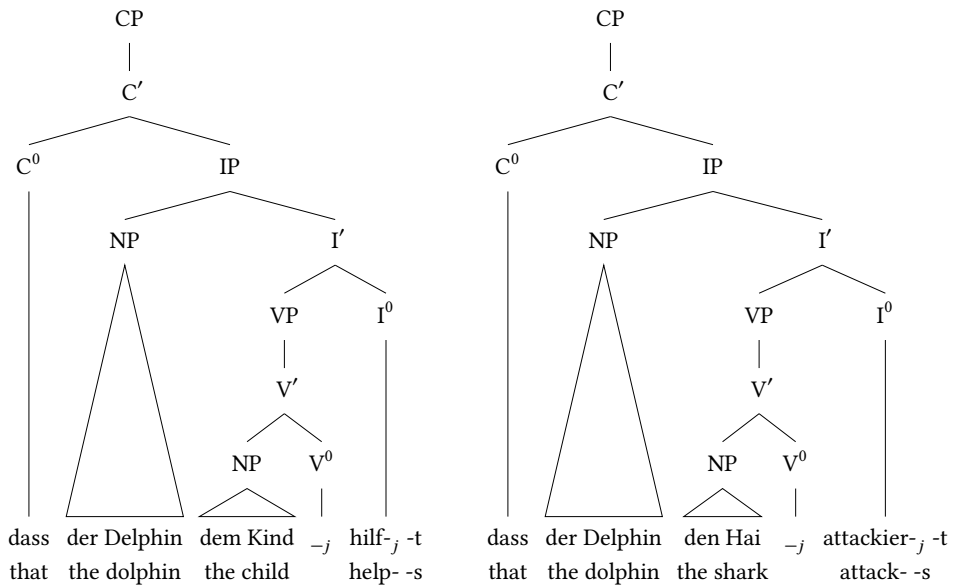 CP CP
C′ C′
C⁰ IP C⁰ IP
NP I′ NP I′
VP I⁰ VP I⁰
V′ V′
NP V⁰ NP V⁰
dass der Delphin dem Kind _j hilf-_j -t dass der Delphin den Hai _j attackier-_j -t
that the dolphin the child help- -s that the dolphin the shark attack- -s